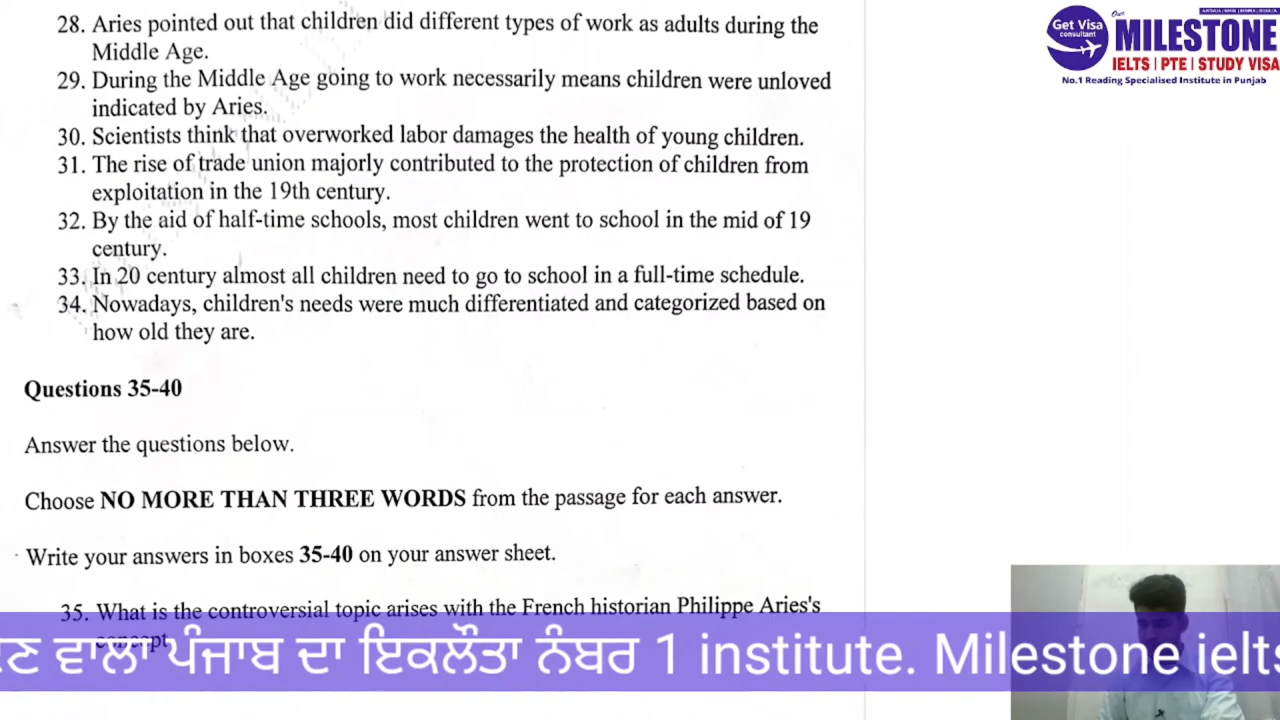 28. Aries pointed out that children did different types of work as adults during the
Middle Age.
29. During the Middle Age going to work necessarily means children were unloved
indicated by Aries.
30. Scientists think that overworked labor damages the health of young children.
31. The rise of trade union majorly contributed to the protection of children from
exploitation in the 19th century.
32. By the aid of half-time schools, most children went to school in the mid of 19
century.
33. In 20 century almost all children need to go to school in a full-time schedule.
34. Nowadays, children's needs were much differentiated and categorized based on
how old they are.
Questions 35-40
Answer the questions below.
Choose NO MORE THAN THREE WORDS from the passage for each answer.
Write your answers in boxes 35-40 on your answer sheet.
35. What is the controversial topic arises with the French historian Philippe Aries's
concept
ਵਾਲਾ ਪੰਜਾਬ ਦਾ ਇਕਲੌਤਾ ਨੰਬਰ 1 institute. Milestone ielts
Get Visa
consultant
Our
MILESTONE
IELTS | PTE | STUDY VISA
No.1 Reading Specialised Institute in Punjab